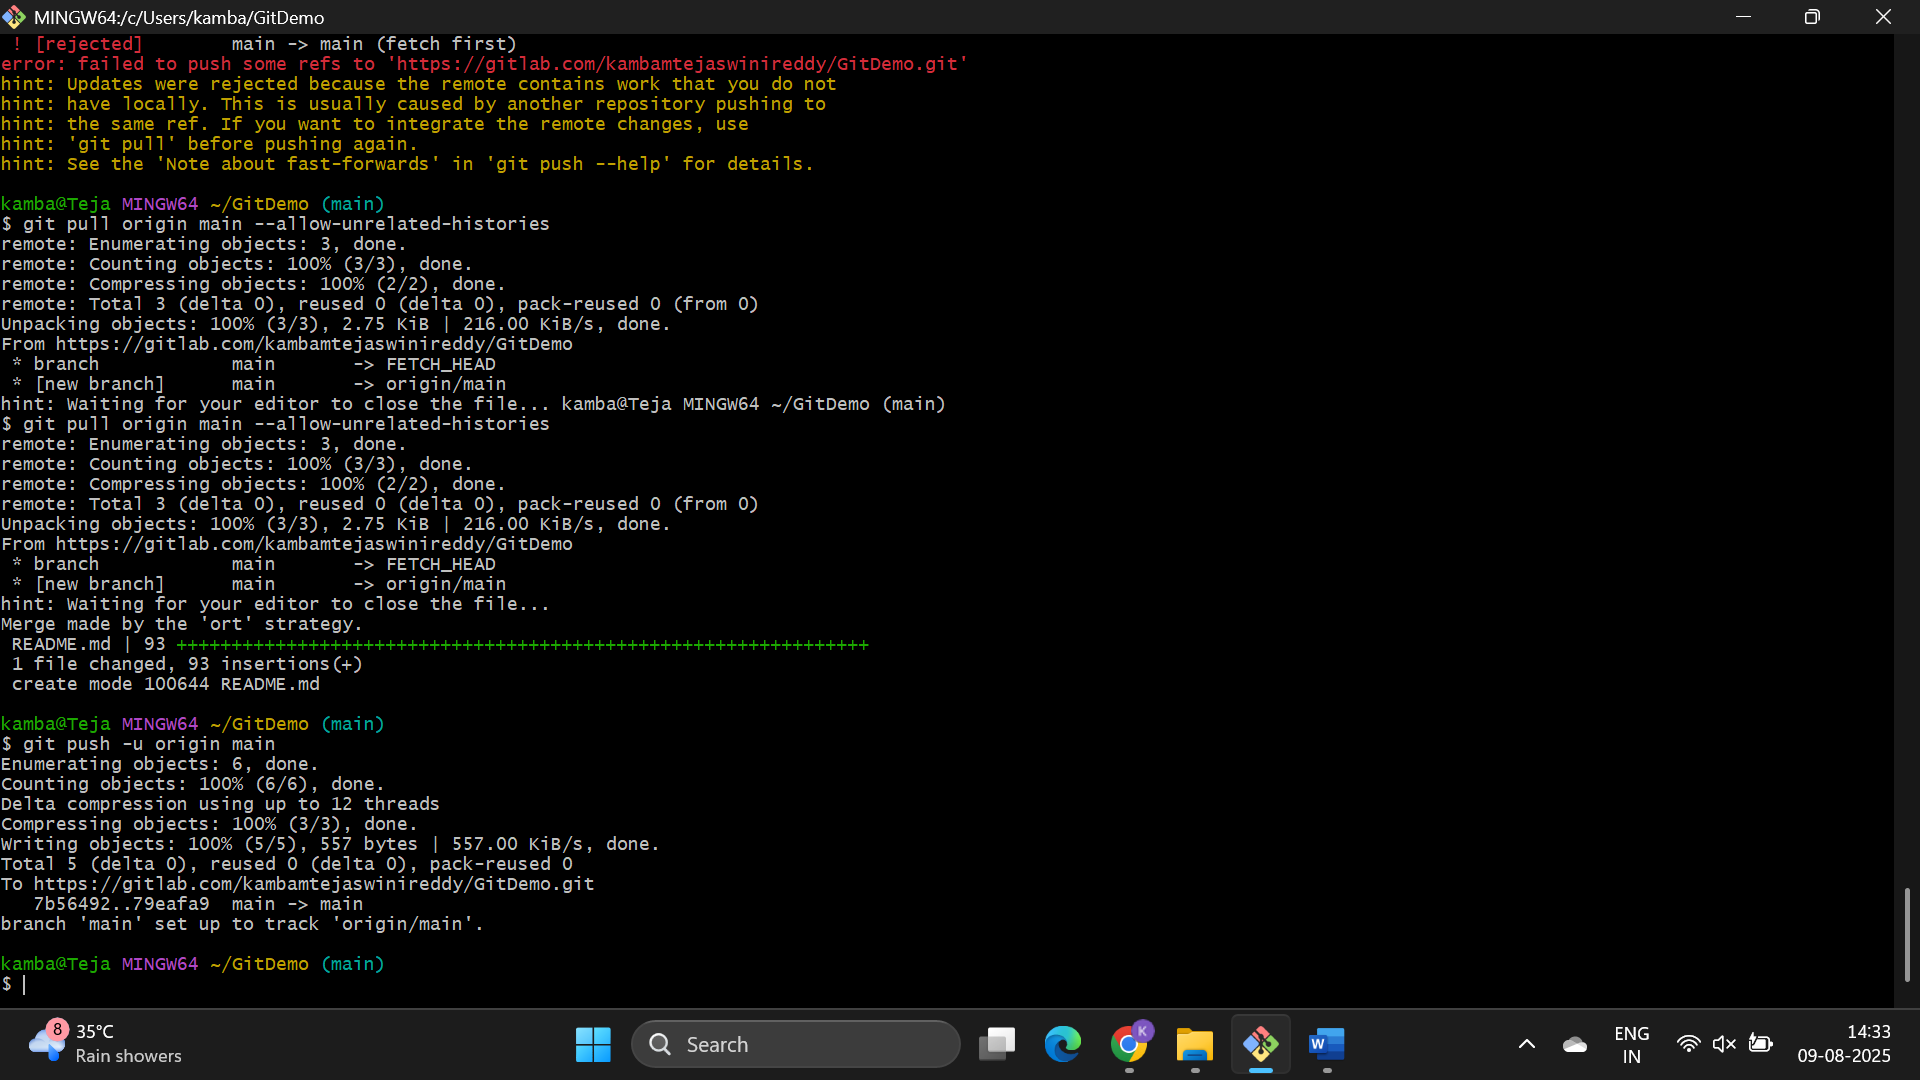 MINGW64:/c/Users/kamba/GitDemo
! [rejected]        main -> main (fetch first)
error: failed to push some refs to 'https://gitlab.com/kambamtejaswinireddy/GitDemo.git'
hint: Updates were rejected because the remote contains work that you do not
hint: have locally. This is usually caused by another repository pushing to
hint: the same ref. If you want to integrate the remote changes, use
hint: 'git pull' before pushing again.
hint: See the 'Note about fast-forwards' in 'git push --help' for details.
kamba@Teja MINGW64 ~/GitDemo (main)
$ git pull origin main --allow-unrelated-histories
remote: Enumerating objects: 3, done.
remote: Counting objects: 100% (3/3), done.
remote: Compressing objects: 100% (2/2), done.
remote: Total 3 (delta 0), reused 0 (delta 0), pack-reused 0 (from 0)
Unpacking objects: 100% (3/3), 2.75 KiB | 216.00 KiB/s, done.
From https://gitlab.com/kambamtejaswinireddy/GitDemo
* branch            main       -> FETCH_HEAD
* [new branch]      main       -> origin/main
hint: Waiting for your editor to close the file... kamba@Teja MINGW64 ~/GitDemo (main)
$ git pull origin main --allow-unrelated-histories
remote: Enumerating objects: 3, done.
remote: Counting objects: 100% (3/3), done.
remote: Compressing objects: 100% (2/2), done.
remote: Total 3 (delta 0), reused 0 (delta 0), pack-reused 0 (from 0)
Unpacking objects: 100% (3/3), 2.75 KiB | 216.00 KiB/s, done.
From https://gitlab.com/kambamtejaswinireddy/GitDemo
* branch            main       -> FETCH_HEAD
* [new branch]      main       -> origin/main
hint: Waiting for your editor to close the file...
Merge made by the 'ort' strategy.
README.md | 93 +++++++++++++++++++++++++++++++++++++++++++++++++++++++++++++++
1 file changed, 93 insertions(+)
create mode 100644 README.md
kamba@Teja MINGW64 ~/GitDemo (main)
$ git push -u origin main
Enumerating objects: 6, done.
Counting objects: 100% (6/6), done.
Delta compression using up to 12 threads
Compressing objects: 100% (3/3), done.
Writing objects: 100% (5/5), 557 bytes | 557.00 KiB/s, done.
Total 5 (delta 0), reused 0 (delta 0), pack-reused 0
To https://gitlab.com/kambamtejaswinireddy/GitDemo.git
7b56492..79eafa9  main -> main
branch 'main' set up to track 'origin/main'.
kamba@Teja MINGW64 ~/GitDemo (main)
$
8
35°C
Rain showers
Search
K
W
ENG
IN
14:33
09-08-2025